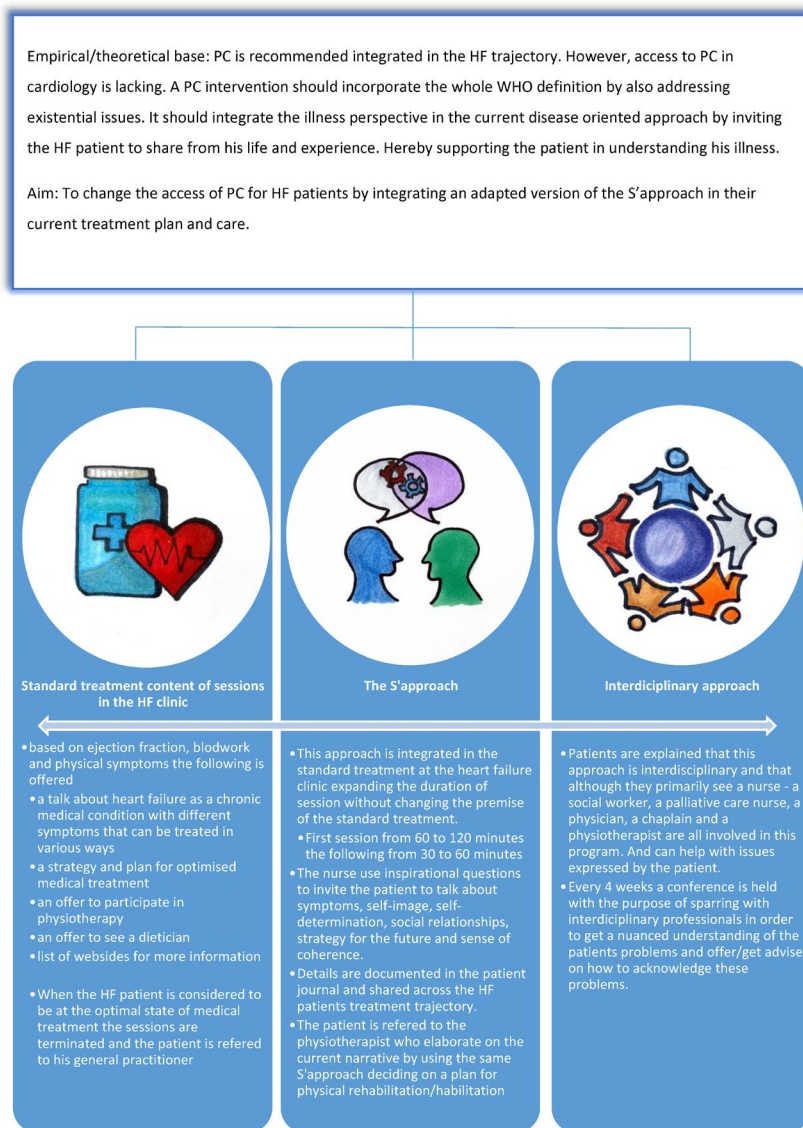 Empirical/theoretical base: PC is recommended integrated in the HF trajectory. However, access to PC in
cardiology is lacking. A PC intervention should incorporate the whole WHO definition by also addressing
existential issues. It should integrate the illness perspective in the current disease oriented approach by inviting
the HF patient to share from his life and experience. Hereby supporting the patient in understanding his illness.
Aim: To change the access of PC for HF patients by integrating an adapted version of the S’approach in their
current treatment plan and care.
Standard treatment content of sessions
in the HF clinic
•based on ejection fraction, blodwork
and physical symptoms the following is
offered
•a talk about heart failure as a chronic
medical condition with different
symptoms that can be treated in
various ways
•a strategy and plan for optimised
medical treatment
•an offer to participate in
physiotherapy
•an offer to see a dietician
•list of websides for more information
•When the HF patient is considered to
be at the optimal state of medical
treatment the sessions are
terminated and the patient is refered
to his general practitioner
The S'approach
•This approach is integrated in the
standard treatment at the heart failure
clinic expanding the duration of
session without changing the premise
of the standard treatment.
•First session from 60 to 120 minutes
the following from 30 to 60 minutes
•The nurse use inspirational questions
to invite the patient to talk about
symptoms, self-image, self-
determination, social relationships,
strategy for the future and sense of
coherence.
•Details are documented in the patient
journal and shared across the HF
patients treatment trajectory.
•The patient is refered to the
physiotherapist who elaborate on the
current narrative by using the same
S'approach deciding on a plan for
physical rehabilitation/habilitation
Interdiciplinary approach
•Patients are explained that this
approach is interdisciplinary and that
although they primarily see a nurse - a
social worker, a palliative care nurse, a
physician, a chaplain and a
physiotherapist are all involved in this
program. And can help with issues
expressed by the patient.
•Every 4 weeks a conference is held
with the purpose of sparring with
interdiciplinary professionals in order
to get a nuanced understanding of the
patients problems and offer/get advise
on how to acknowledge these
problems.